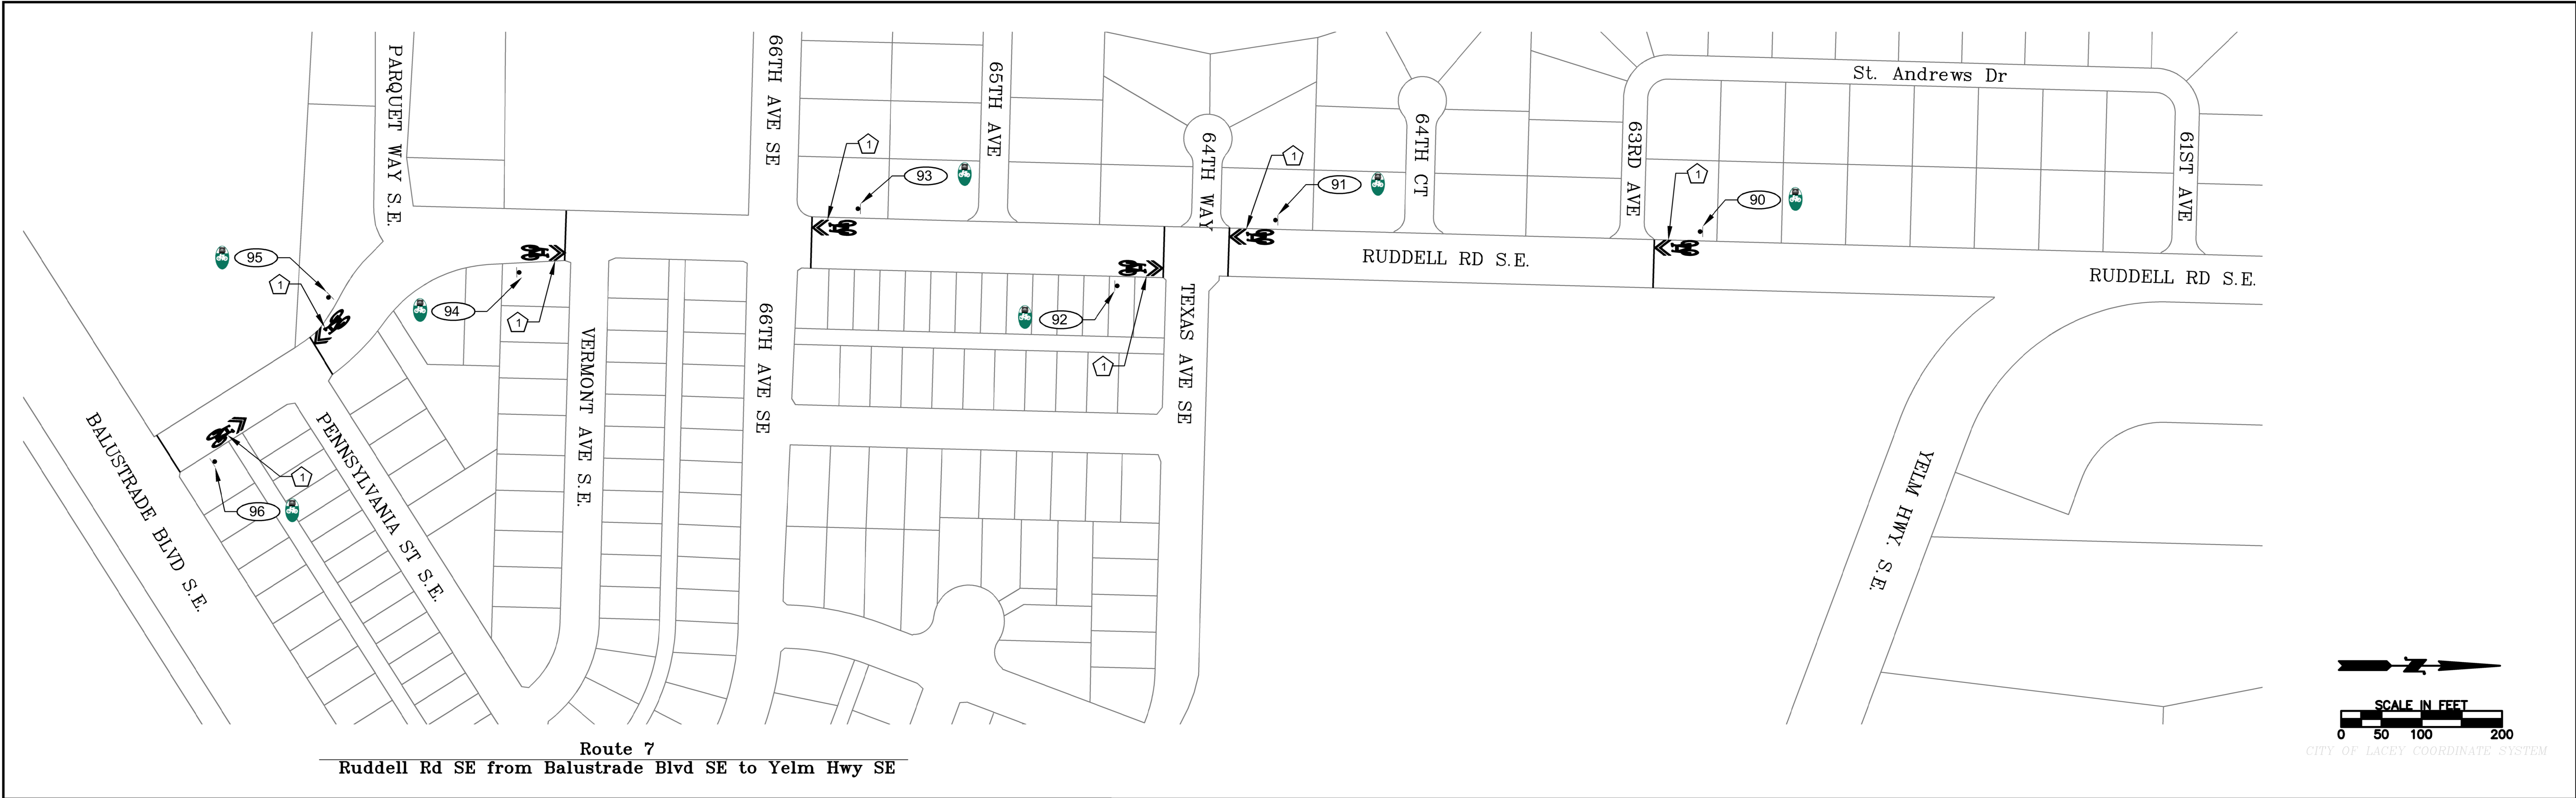 PARQUET WAY S.E.
66TH AVE SE
65TH AVE
64TH WAY
64TH CT
63RD AVE
St. Andrews Dr
61ST AVE
1
93
1
91
1
90
95
1
94
1
92
1
RUDDELL RD S.E.
RUDDELL RD S.E.
VERMONT AVE S.E.
66TH AVE SE
TEXAS AVE SE
BALUSTRADE BLVD S.E.
PENNSYLVANIA ST S.E.
1
96
YELM HWY. S.E.
Z
SCALE IN FEET
0 50 100 200
CITY OF LACEY COORDINATE SYSTEM
Route 7
Ruddell Rd SE from Balustrade Blvd SE to Yelm Hwy SE